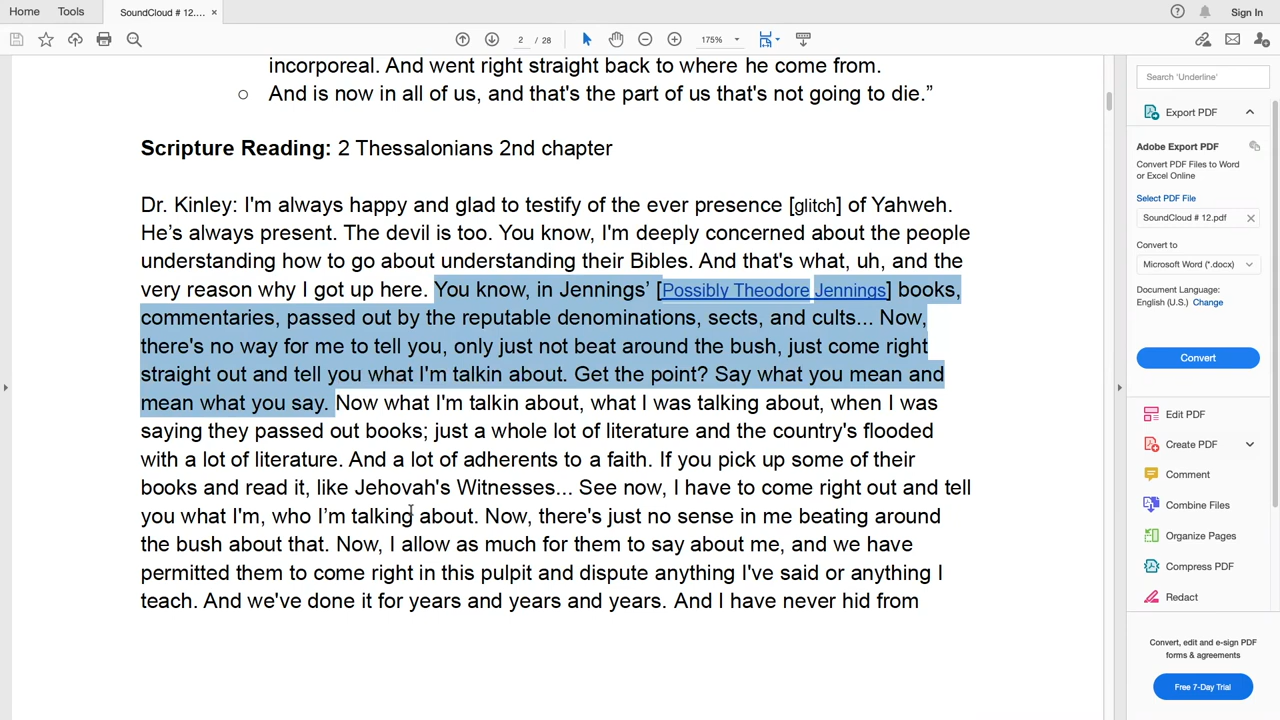 Home
Tools
SoundCloud # 12.... ×
Sign In
2 / 28
175%
incorporeal. And went right straight back to where he come from.
○ And is now in all of us, and that's the part of us that's not going to die.”
Scripture Reading: 2 Thessalonians 2nd chapter
Dr. Kinley: I'm always happy and glad to testify of the ever presence [glitch] of Yahweh.
He’s always present. The devil is too. You know, I'm deeply concerned about the people
understanding how to go about understanding their Bibles. And that's what, uh, and the
very reason why I got up here. You know, in Jennings’ [Possibly Theodore Jennings] books,
commentaries, passed out by the reputable denominations, sects, and cults... Now,
there's no way for me to tell you, only just not beat around the bush, just come right
straight out and tell you what I'm talkin about. Get the point? Say what you mean and
mean what you say. Now what I'm talkin about, what I was talking about, when I was
saying they passed out books; just a whole lot of literature and the country's flooded
with a lot of literature. And a lot of adherents to a faith. If you pick up some of their
books and read it, like Jehovah's Witnesses... See now, I have to come right out and tell
you what I'm, who I’m talking about. Now, there's just no sense in me beating around
the bush about that. Now, I allow as much for them to say about me, and we have
permitted them to come right in this pulpit and dispute anything I've said or anything I
teach. And we've done it for years and years and years. And I have never hid from
Search 'Underline'
Export PDF
Adobe Export PDF
Convert PDF Files to Word
or Excel Online
Select PDF File
SoundCloud # 12.pdf
Convert to
Microsoft Word (*.docx)
Document Language:
English (U.S.) Change
Convert
Edit PDF
Create PDF
Comment
Combine Files
Organize Pages
Compress PDF
Redact
Convert, edit and e-sign PDF
forms & agreements
Free 7-Day Trial